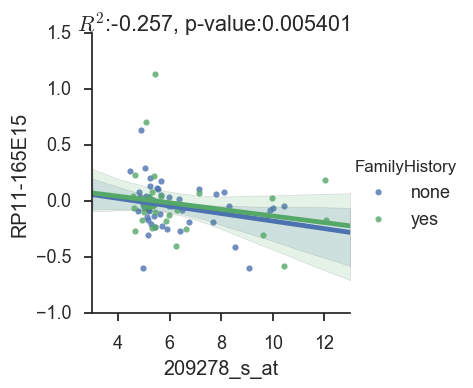 R²:-0.257, p-value:0.005401
1.5
1.0
0.5
0.0
−0.5
−1.0
RP11-165E15
4 6 8 10 12
209278_s_at
FamilyHistory
none
yes